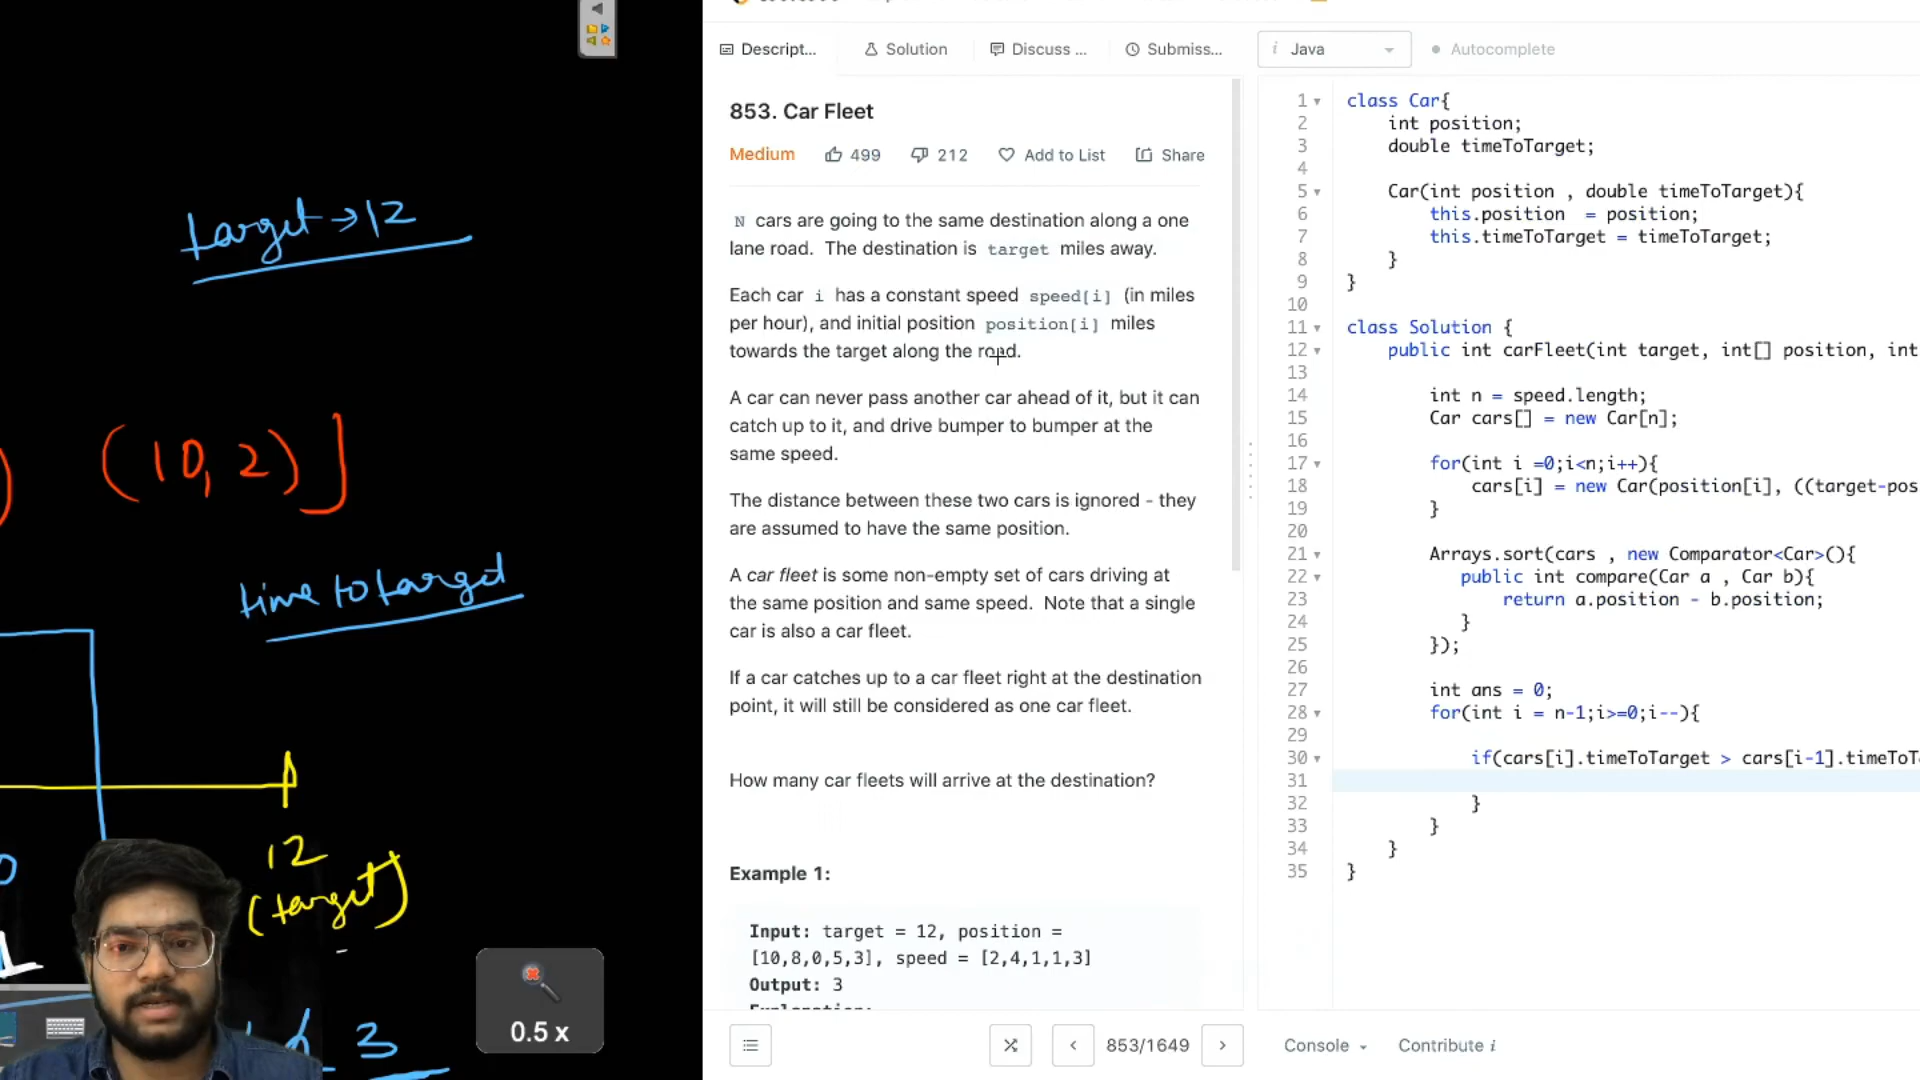 target → 12
(10, 2) ]
time to target
12
(target)
3
0.5 x
Descript...
Solution
Discuss ...
Submiss...
i Java
Autocomplete
853. Car Fleet
Medium
499
212
Add to List
Share
N cars are going to the same destination along a one
lane road. The destination is target miles away.
Each car i has a constant speed speed[i] (in miles
per hour), and initial position position[i] miles
towards the target along the road.
A car can never pass another car ahead of it, but it can
catch up to it, and drive bumper to bumper at the
same speed.
The distance between these two cars is ignored - they
are assumed to have the same position.
A car fleet is some non-empty set of cars driving at
the same position and same speed. Note that a single
car is also a car fleet.
If a car catches up to a car fleet right at the destination
point, it will still be considered as one car fleet.
How many car fleets will arrive at the destination?
Example 1:
Input: target = 12, position =
[10,8,0,5,3], speed = [2,4,1,1,3]
Output: 3
853/1649
1 class Car{
2 int position;
3 double timeToTarget;
4
5 Car(int position , double timeToTarget){
6 this.position = position;
7 this.timeToTarget = timeToTarget;
8 }
9 }
10
11 class Solution {
12 public int carFleet(int target, int[] position, int
13
14 int n = speed.length;
15 Car cars[] = new Car[n];
16
17 for(int i =0;i<n;i++){
18 cars[i] = new Car(position[i], ((target-pos
19 }
20
21 Arrays.sort(cars , new Comparator<Car>(){
22 public int compare(Car a , Car b){
23 return a.position - b.position;
24 }
25 });
26
27 int ans = 0;
28 for(int i = n-1;i>=0;i--){
29
30 if(cars[i].timeToTarget > cars[i-1].timeToT
31
32 }
33 }
34 }
35 }
Console
Contribute i